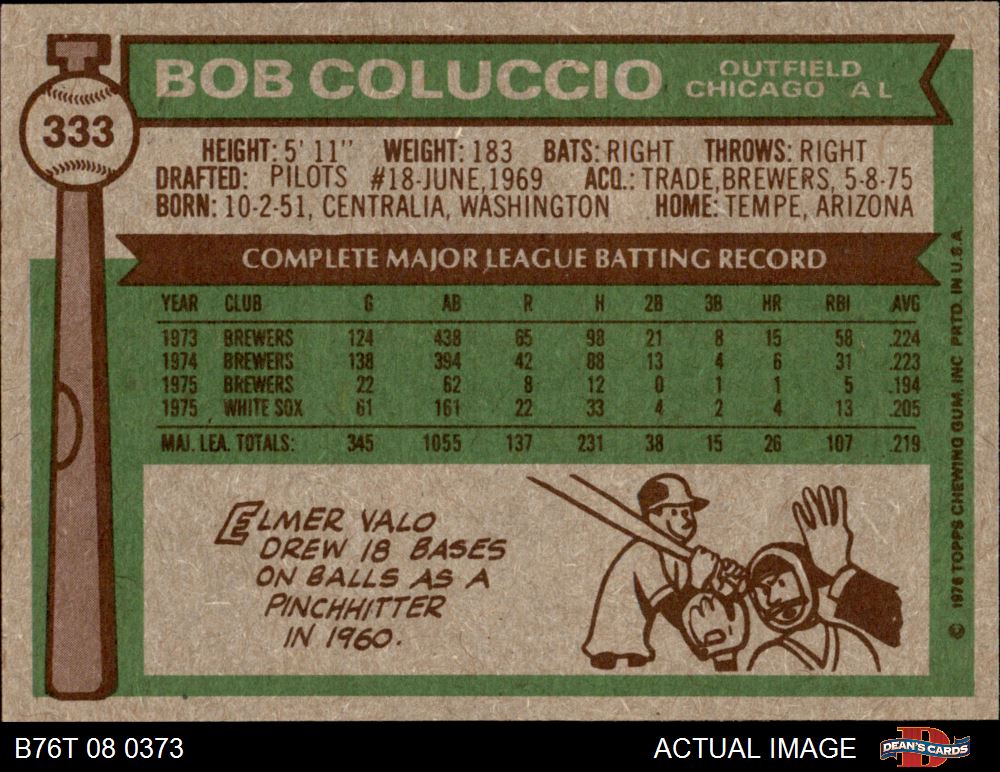 333
BOB COLUCCIO
OUTFIELD
CHICAGO A L
HEIGHT: 5' 11" WEIGHT: 183 BATS: RIGHT THROWS: RIGHT
DRAFTED: PILOTS #18-JUNE, 1969 ACQ.: TRADE, BREWERS, 5-8-75
BORN: 10-2-51, CENTRALIA, WASHINGTON HOME: TEMPE, ARIZONA
COMPLETE MAJOR LEAGUE BATTING RECORD
YEAR CLUB G AB R H 2B 3B HR RBI AVG
1973 BREWERS 124 438 65 98 21 8 15 58 .224
1974 BREWERS 138 394 42 88 13 4 6 31 .223
1975 BREWERS 22 62 8 12 0 1 1 5 .194
1975 WHITE SOX 61 161 22 33 4 2 4 13 .205
MAJ. LEA. TOTALS: 345 1055 137 231 38 15 26 107 .219
ELMER VALO
DREW 18 BASES
ON BALLS AS A
PINCHHITTER
IN 1960.
© 1976 TOPPS CHEWING GUM, INC PRTD. IN U.S.A.
B76T 08 0373
ACTUAL IMAGE
D
DEAN'S CARDS